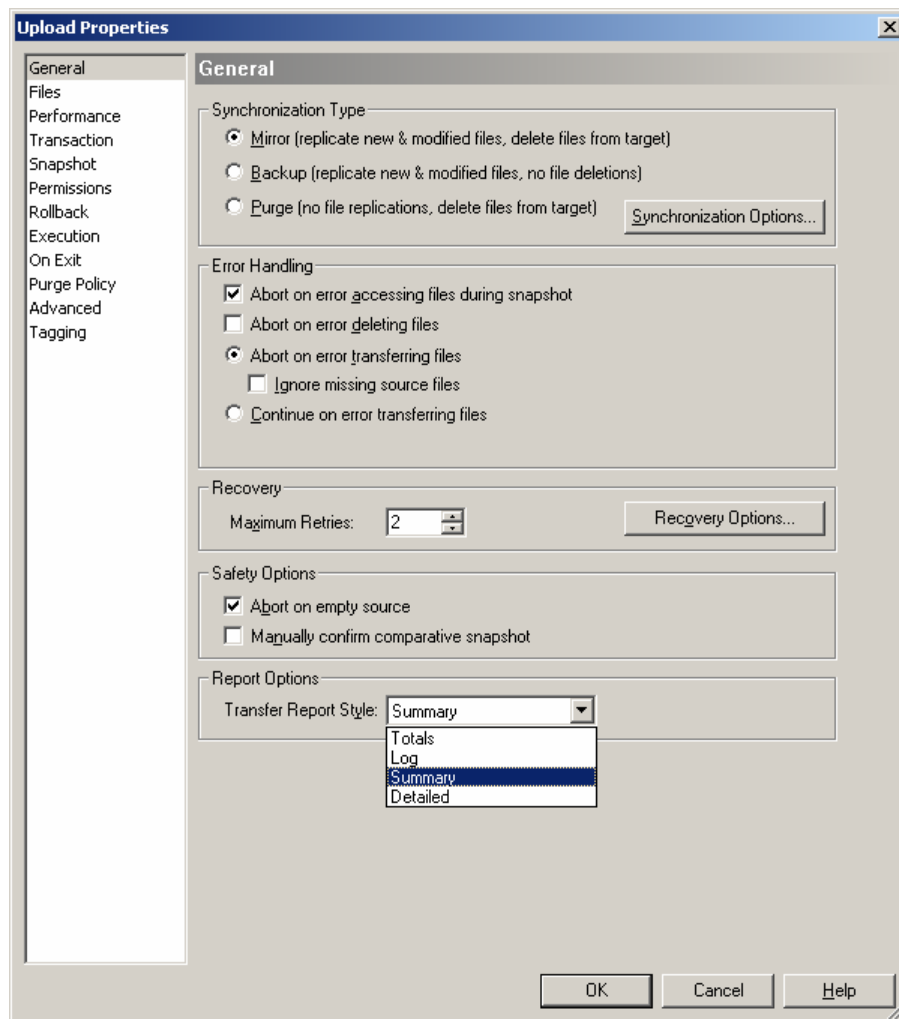 Upload Properties
General
Files
Performance
Transaction
Snapshot
Permissions
Rollback
Execution
On Exit
Purge Policy
Advanced
Tagging
General
Synchronization Type
Mirror (replicate new & modified files, delete files from target)
Backup (replicate new & modified files, no file deletions)
Purge (no file replications, delete files from target)
Synchronization Options...
Error Handling
Abort on error accessing files during snapshot
Abort on error deleting files
Abort on error transferring files
Ignore missing source files
Continue on error transferring files
Recovery
Maximum Retries: 2
Recovery Options...
Safety Options
Abort on empty source
Manually confirm comparative snapshot
Report Options
Transfer Report Style: Summary
Totals
Log
Summary
Detailed
OK
Cancel
Help